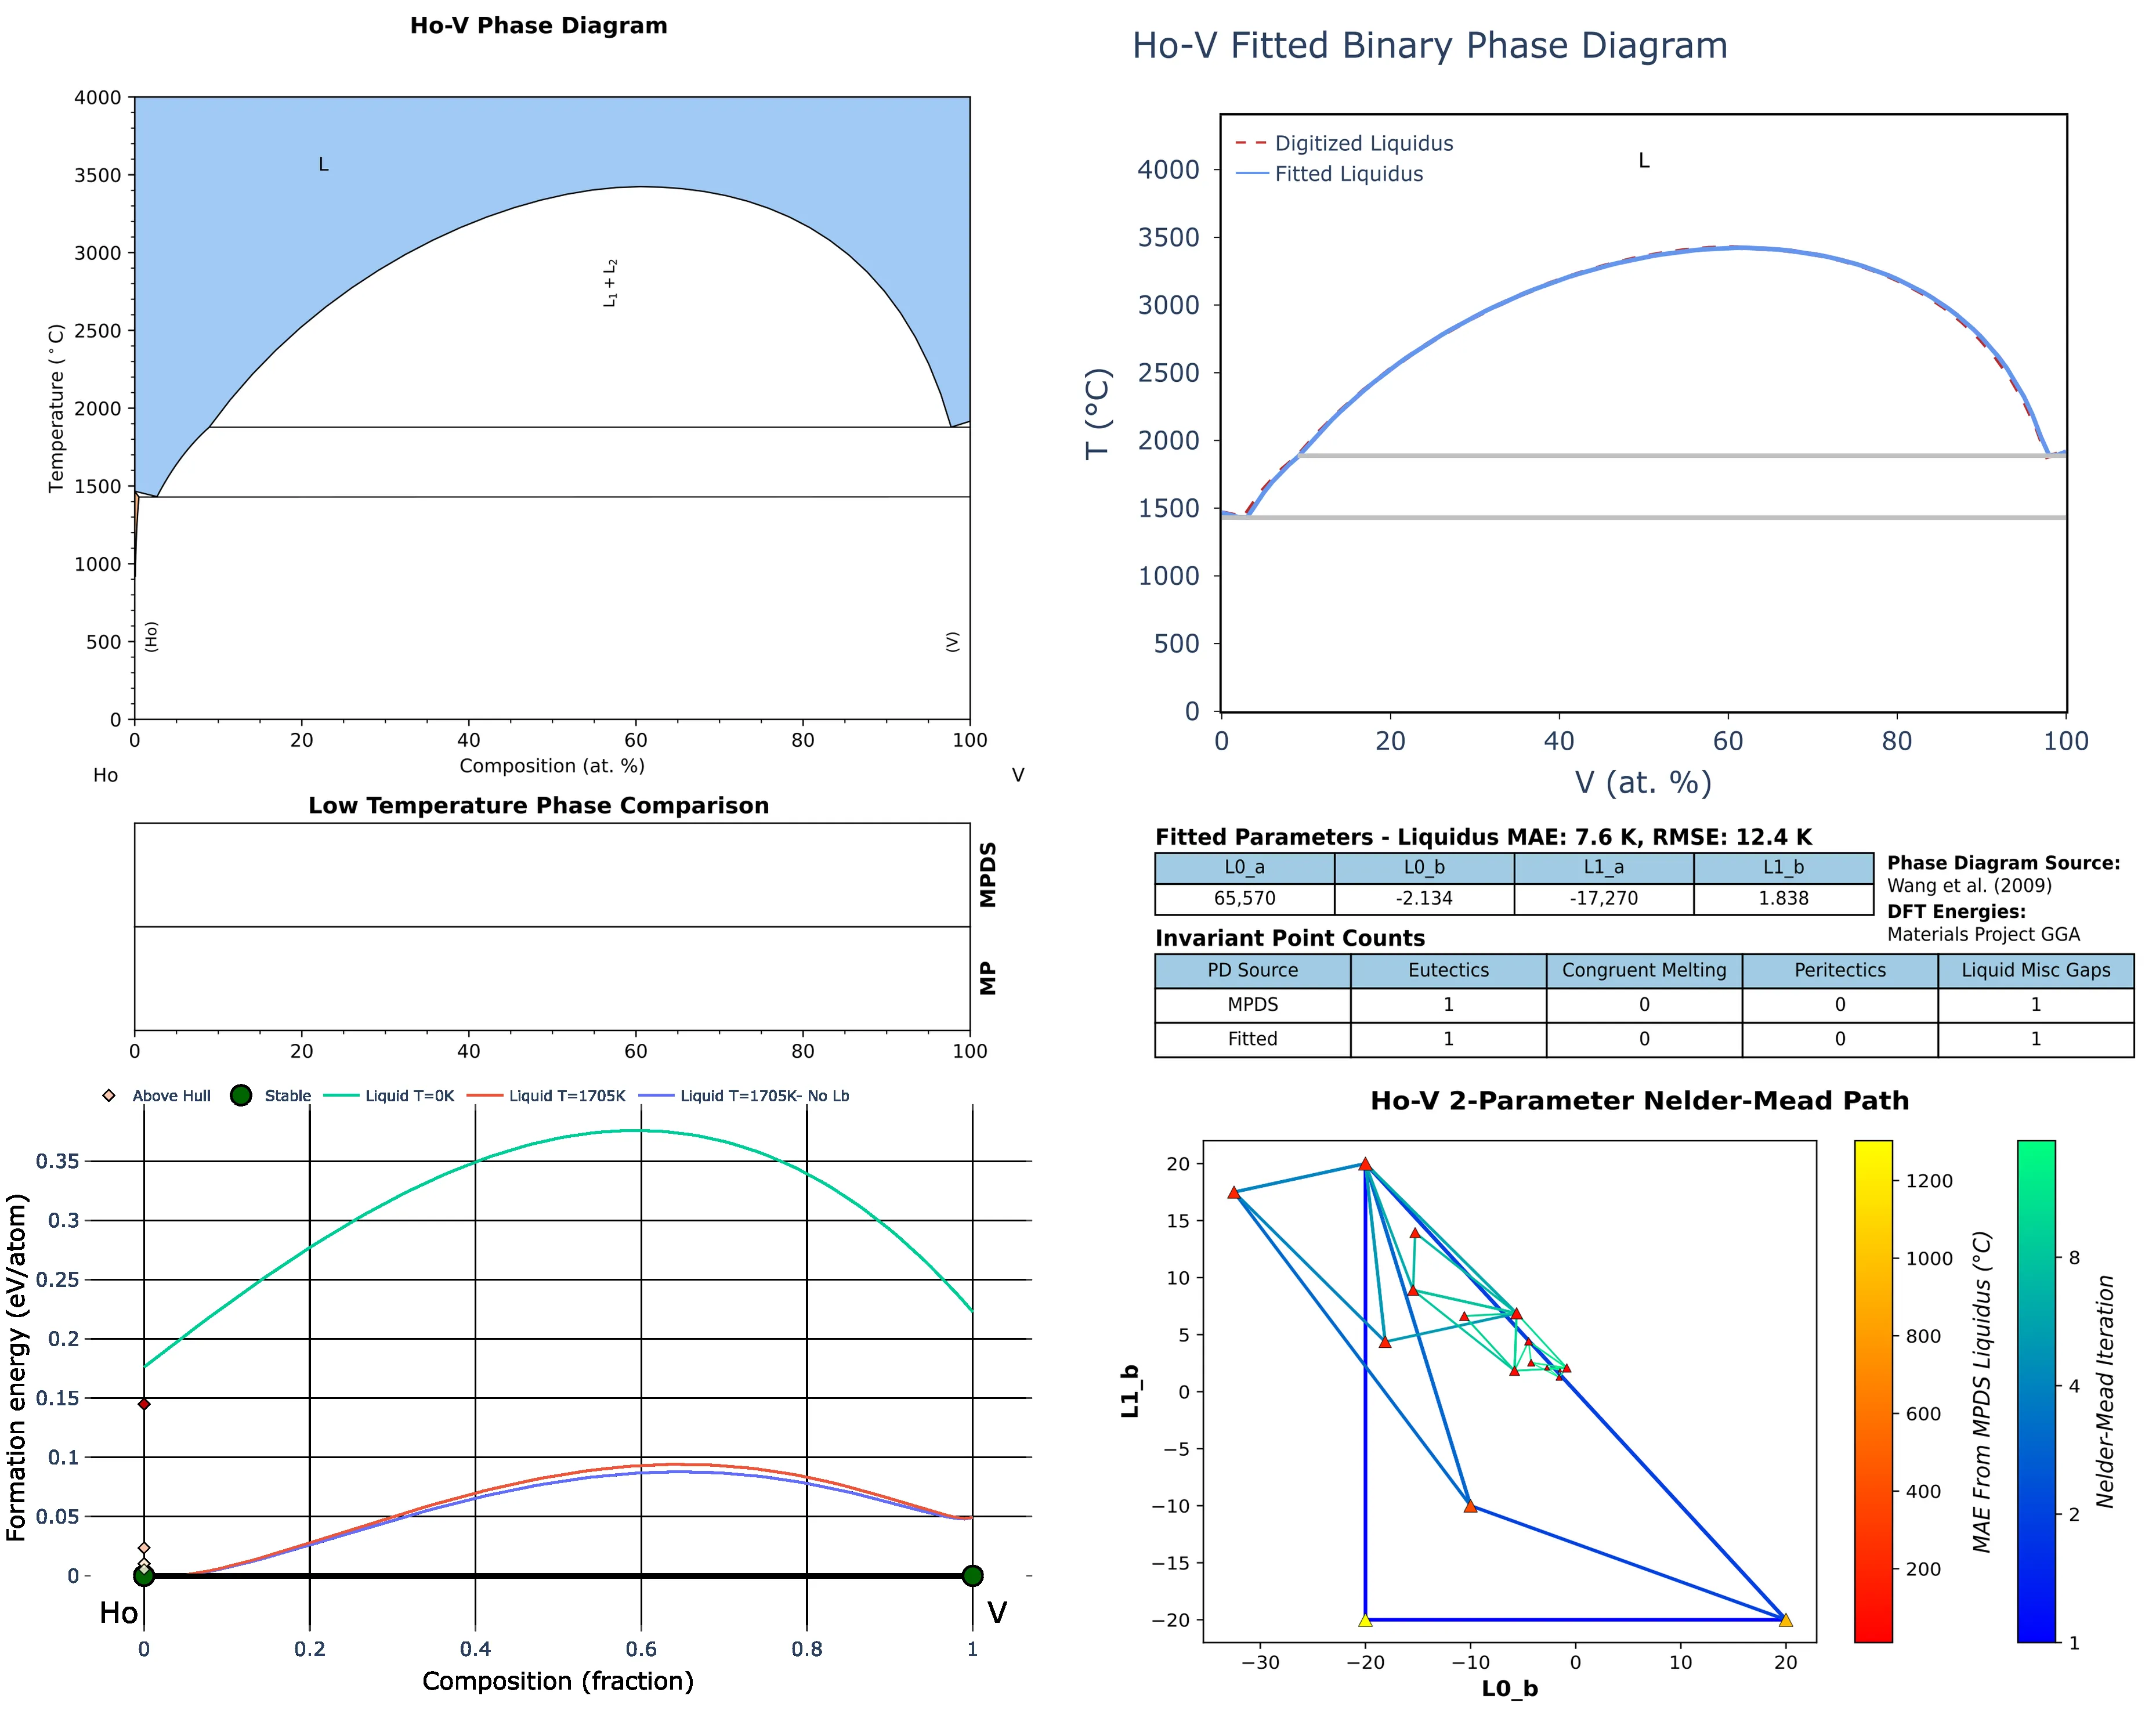 Ho-V Phase Diagram
4000
3500
3000
2500
2000
1500
1000
500
0
Temperature (°C)
L
L1 + L2
(Ho)
(V)
0 20 40 60 80 100
Composition (at. %)
Ho V
Low Temperature Phase Comparison
MPDS
MP
0 20 40 60 80 100
Above Hull Stable Liquid T=0K Liquid T=1705K Liquid T=1705K- No Lb
0.35
0.3
0.25
0.2
0.15
0.1
0.05
0
Formation energy (eV/atom)
Ho V
0 0.2 0.4 0.6 0.8 1
Composition (fraction)
Ho-V Fitted Binary Phase Diagram
Digitized Liquidus
Fitted Liquidus
L
4000
3500
3000
2500
2000
1500
1000
500
0
T (°C)
0 20 40 60 80 100
V (at. %)
Fitted Parameters - Liquidus MAE: 7.6 K, RMSE: 12.4 K
L0_a L0_b L1_a L1_b
65,570 -2.134 -17,270 1.838
Phase Diagram Source:
Wang et al. (2009)
DFT Energies:
Materials Project GGA
Invariant Point Counts
PD Source Eutectics Congruent Melting Peritectics Liquid Misc Gaps
MPDS 1 0 0 1
Fitted 1 0 0 1
Ho-V 2-Parameter Nelder-Mead Path
20
15
10
5
0
−5
−10
−15
−20
L1_b
−30 −20 −10 0 10 20
L0_b
1200
1000
800
600
400
200
MAE From MPDS Liquidus (°C)
8
4
2
1
Nelder-Mead Iteration